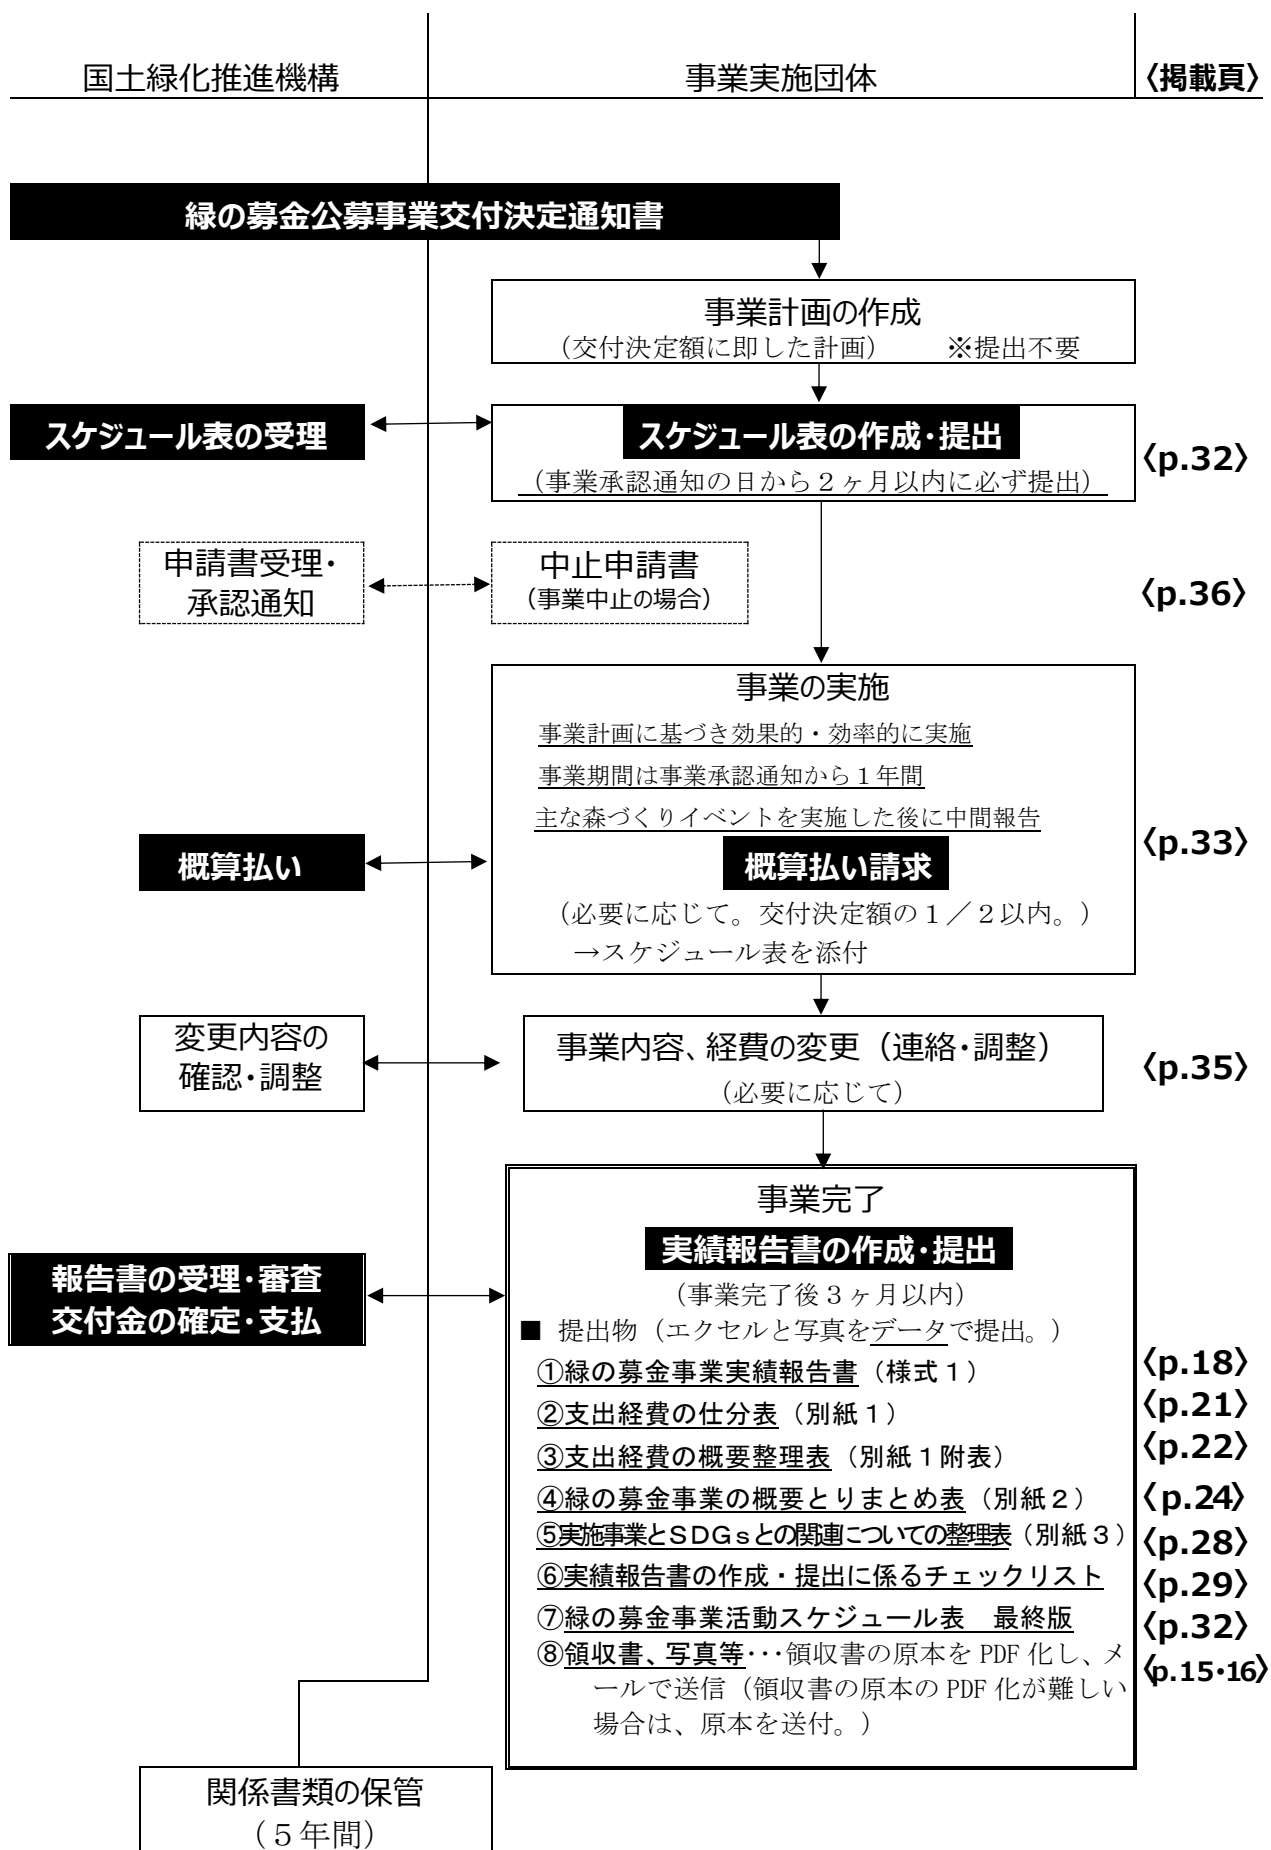 国土緑化推進機構
事業実施団体
〈掲載頁〉
緑の募金公募事業交付決定通知書
事業計画の作成
（交付決定額に即した計画）　　※提出不要
スケジュール表の受理
スケジュール表の作成・提出
（事業承認通知の日から２ヶ月以内に必ず提出）
〈p.32〉
申請書受理・
承認通知
中止申請書
（事業中止の場合）
〈p.36〉
事業の実施
事業計画に基づき効果的・効率的に実施
事業期間は事業承認通知から１年間
主な森づくりイベントを実施した後に中間報告
概算払い
概算払い請求
〈p.33〉
（必要に応じて。交付決定額の１／２以内。）
→スケジュール表を添付
変更内容の
確認・調整
事業内容、経費の変更（連絡・調整）
（必要に応じて）
〈p.35〉
事業完了
実績報告書の作成・提出
報告書の受理・審査
交付金の確定・支払
（事業完了後３ヶ月以内）
■ 提出物（エクセルと写真をデータで提出。）
①緑の募金事業実績報告書（様式１）
〈p.18〉
②支出経費の仕分表（別紙１）
〈p.21〉
③支出経費の概要整理表（別紙１附表）
〈p.22〉
④緑の募金事業の概要とりまとめ表（別紙２）
〈p.24〉
⑤実施事業とＳＤＧｓとの関連についての整理表（別紙３）
〈p.28〉
⑥実績報告書の作成・提出に係るチェックリスト
〈p.29〉
⑦緑の募金事業活動スケジュール表　最終版
〈p.32〉
⑧領収書、写真等･･･領収書の原本を PDF 化し、メ
〈p.15・16〉
ールで送信（領収書の原本の PDF 化が難しい
場合は、原本を送付。）
関係書類の保管
（５年間）